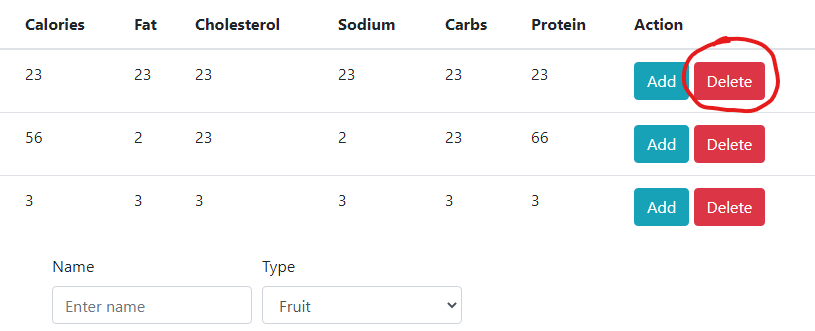 Calories Fat Cholesterol Sodium Carbs Protein Action
23 23 23 23 23 23 Add Delete
56 2 23 2 23 66 Add Delete
3 3 3 3 3 3 Add Delete
Name Type
Enter name Fruit